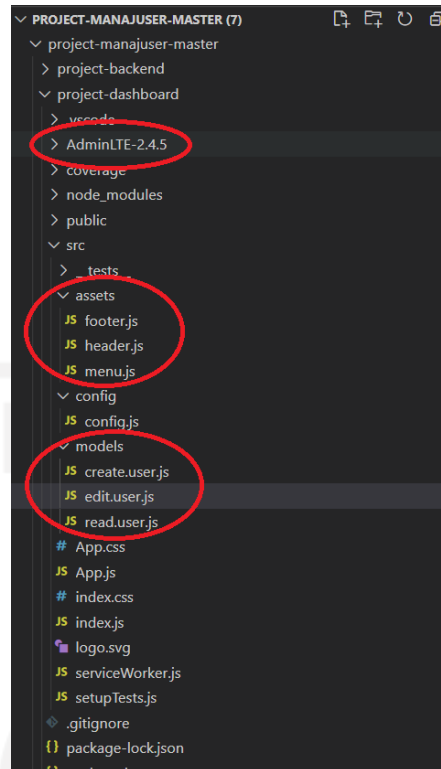 PROJECT-MANAJUSER-MASTER (7)
project-manajuser-master
project-backend
project-dashboard
.vscode
AdminLTE-2.4.5
coverage
node_modules
public
src
__tests__
assets
JS footer.js
JS header.js
JS menu.js
config
JS config.js
models
JS create.user.js
JS edit.user.js
JS read.user.js
# App.css
JS App.js
# index.css
JS index.js
logo.svg
JS serviceWorker.js
JS setupTests.js
.gitignore
{} package-lock.json